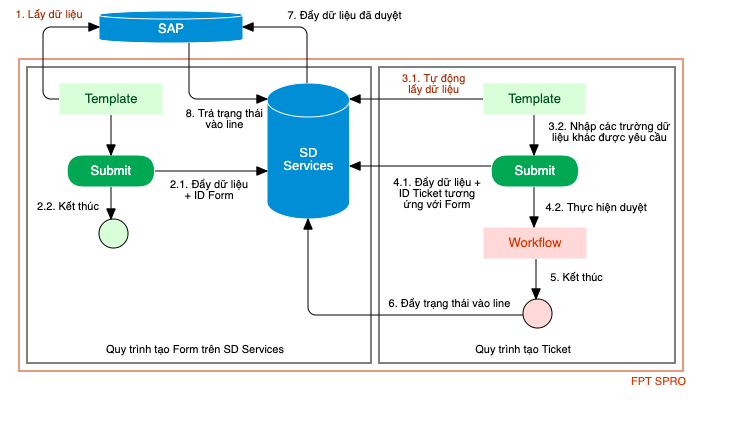 1. Lấy dữ liệu
7. Đẩy dữ liệu đã duyệt
SAP
3.1. Tự động
lấy dữ liệu
Template
Template
8. Trả trạng thái
vào line
3.2. Nhập các trường dữ
liệu khác được yêu cầu
SD
Services
Submit
Submit
2.1. Đẩy dữ liệu
+ ID Form
4.1. Đẩy dữ liệu +
ID Ticket tương
ứng với Form
2.2. Kết thúc
4.2. Thực hiện duyệt
Workflow
5. Kết thúc
6. Đẩy trạng thái vào line
Quy trình tạo Form trên SD Services
Quy trình tạo Ticket
FPT SPRO